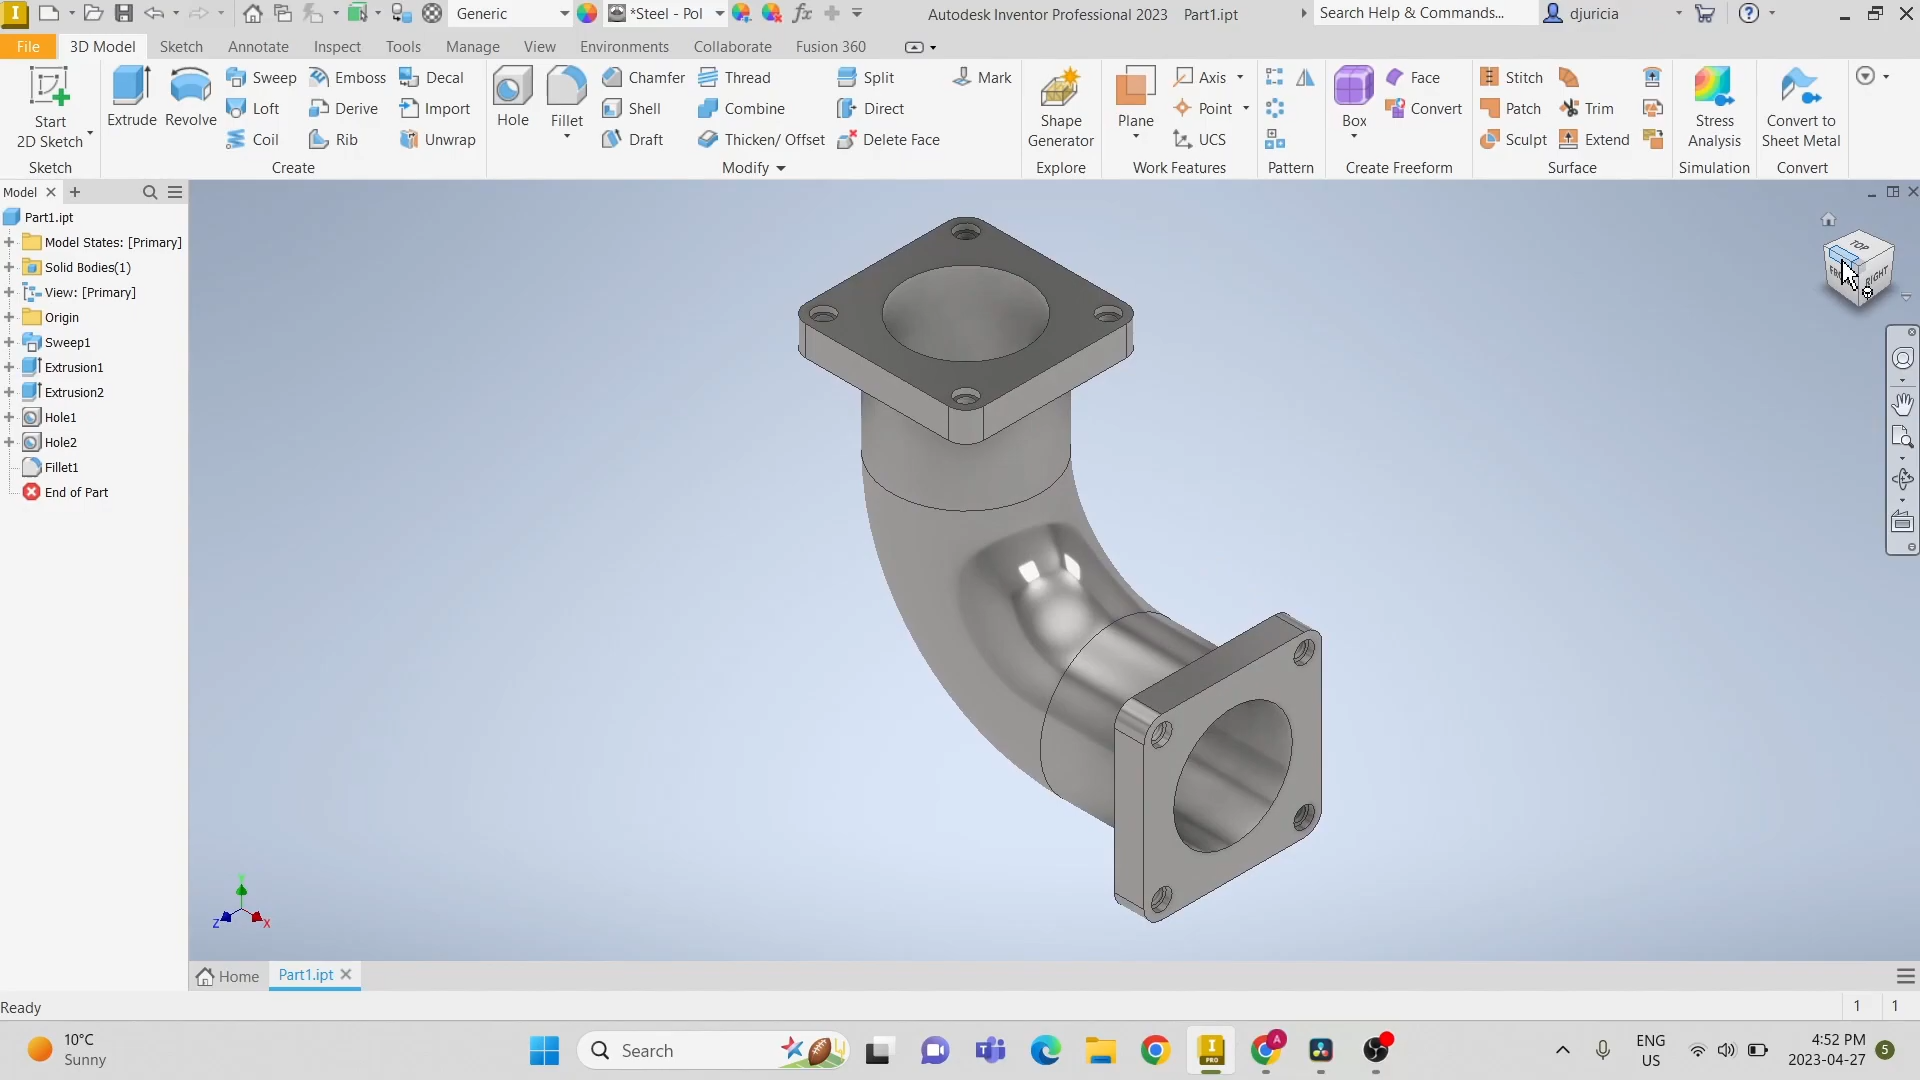 Generic
*Steel - Pol
Autodesk Inventor Professional 2023 Part1.ipt
Search Help & Commands...
djuricia
File
3D Model
Sketch
Annotate
Inspect
Tools
Manage
View
Environments
Collaborate
Fusion 360
Start
2D Sketch
Sketch
Extrude
Revolve
Sweep
Loft
Coil
Emboss
Derive
Rib
Decal
Import
Unwrap
Create
Hole
Fillet
Chamfer
Shell
Draft
Thread
Combine
Thicken/ Offset
Split
Direct
Delete Face
Mark
Modify
Shape
Generator
Explore
Plane
Axis
Point
UCS
Work Features
Pattern
Box
Face
Convert
Create Freeform
Stitch
Patch
Sculpt
Trim
Extend
Surface
Stress
Analysis
Simulation
Convert to
Sheet Metal
Convert
Model
Part1.ipt
Model States: [Primary]
Solid Bodies(1)
View: [Primary]
Origin
Sweep1
Extrusion1
Extrusion2
Hole1
Hole2
Fillet1
End of Part
TOP
RIGHT
Y
Z
X
Home
Part1.ipt
Ready
1
1
10°C
Sunny
Search
PRO
A
ENG
US
4:52 PM
2023-04-27
5